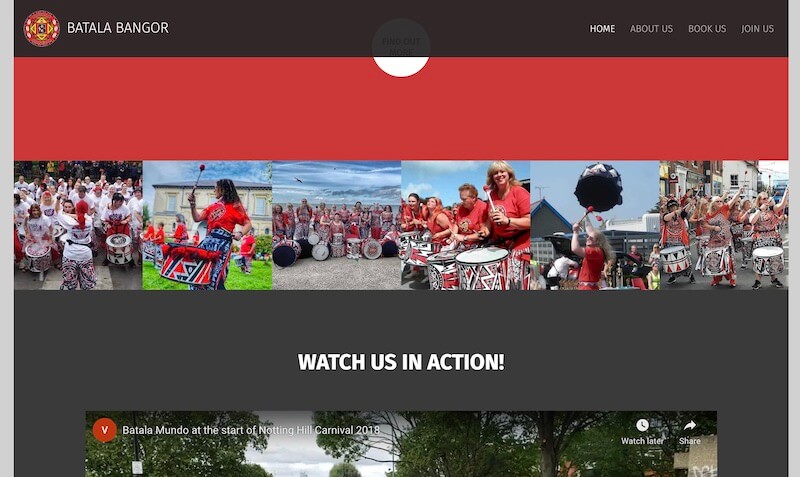 BATALA BANGOR
HOME
ABOUT US
BOOK US
JOIN US
FIND OUT
MORE
WATCH US IN ACTION!
V
Batala Mundo at the start of Notting Hill Carnival 2018
Watch later
Share